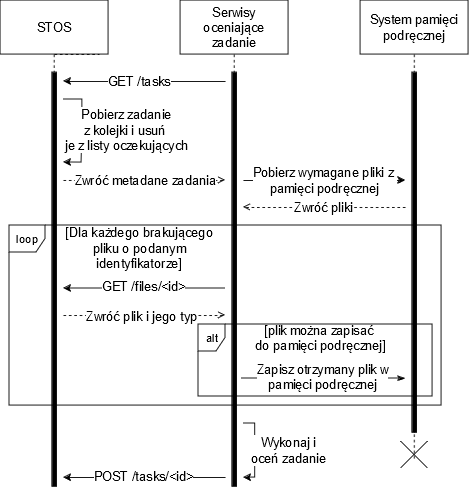 STOS
Serwisy
oceniające
zadanie
System pamięci
podręcznej
GET /tasks
Pobierz zadanie
z kolejki i usuń
je z listy oczekujących
Zwróć metadane zadania
Pobierz wymagane pliki z
pamięci podręcznej
Zwróć pliki
loop
[Dla każdego brakującego
pliku o podanym
identyfikatorze]
GET /files/<id>
Zwróć plik i jego typ
alt
[plik można zapisać
do pamięci podręcznej]
Zapisz otrzymany plik w
pamięci podręcznej
Wykonaj i
oceń zadanie
POST /tasks/<id>